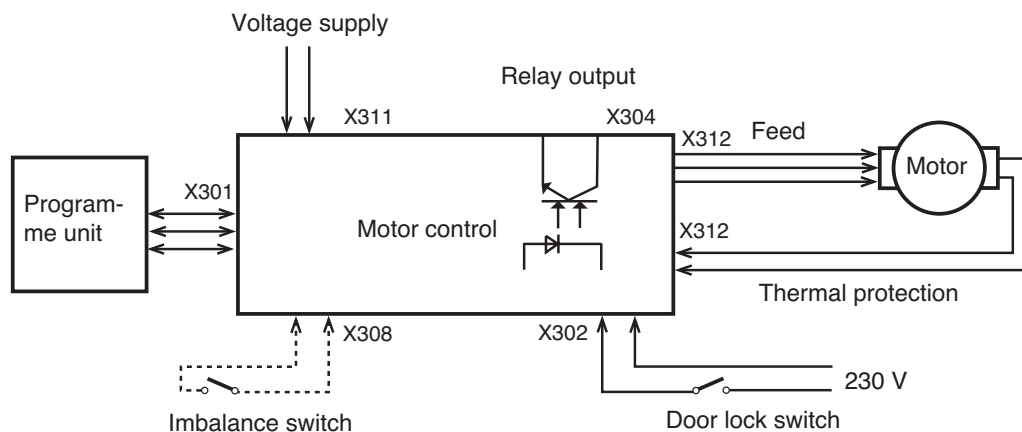 Voltage supply
Relay output
X311
X304
X312
Feed
Motor
X301
Program-
me unit
Motor control
X312
Thermal protection
X308
X302
230 V
Imbalance switch
Door lock switch